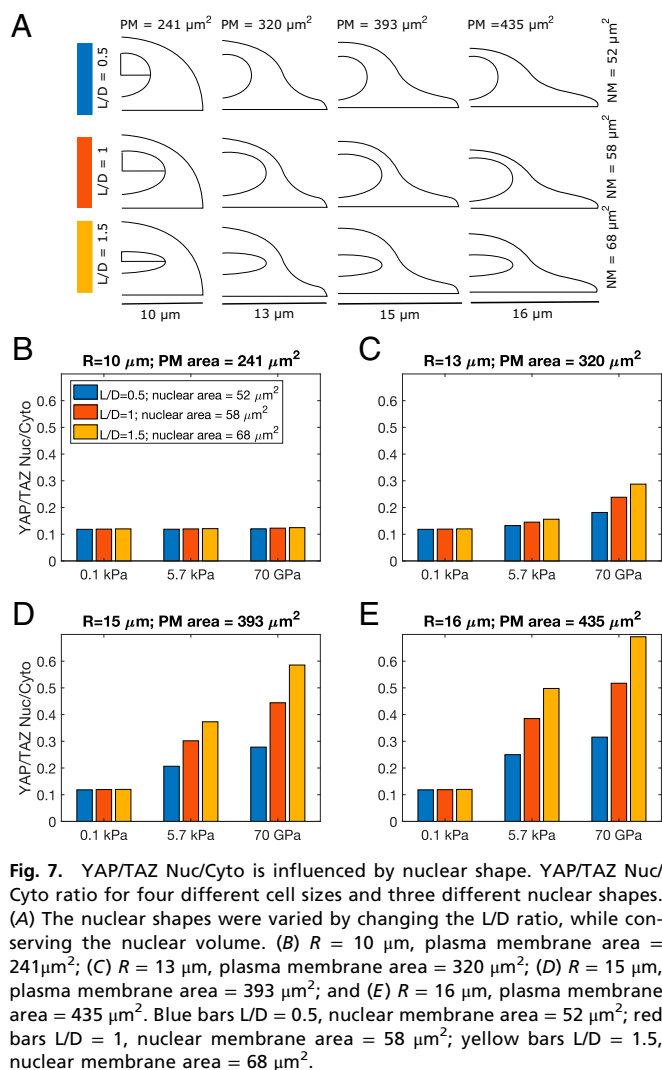 A
PM = 241 µm²
PM = 320 µm²
PM = 393 µm²
PM =435 µm²
L/D = 0.5
NM = 52 µm²
L/D = 1
NM = 58 µm²
L/D = 1.5
NM = 68 µm²
10 µm
13 µm
15 µm
16 µm
B
R=10 µm; PM area = 241 µm²
YAP/TAZ Nuc/Cyto
0.6
0.5
0.4
0.3
0.2
0.1
0
L/D=0.5; nuclear area = 52 µm²
L/D=1; nuclear area = 58 µm²
L/D=1.5; nuclear area = 68 µm²
0.1 kPa
5.7 kPa
70 GPa
C
R=13 µm; PM area = 320 µm²
0.6
0.5
0.4
0.3
0.2
0.1
0
0.1 kPa
5.7 kPa
70 GPa
D
R=15 µm; PM area = 393 µm²
YAP/TAZ Nuc/Cyto
0.6
0.5
0.4
0.3
0.2
0.1
0
0.1 kPa
5.7 kPa
70 GPa
E
R=16 µm; PM area = 435 µm²
0.6
0.5
0.4
0.3
0.2
0.1
0
0.1 kPa
5.7 kPa
70 GPa
Fig. 7. YAP/TAZ Nuc/Cyto is influenced by nuclear shape. YAP/TAZ Nuc/
Cyto ratio for four different cell sizes and three different nuclear shapes.
(A) The nuclear shapes were varied by changing the L/D ratio, while con-
serving the nuclear volume. (B) R = 10 µm, plasma membrane area =
241µm²; (C) R = 13 µm, plasma membrane area = 320 µm²; (D) R = 15 µm,
plasma membrane area = 393 µm²; and (E) R = 16 µm, plasma membrane
area = 435 µm². Blue bars L/D = 0.5, nuclear membrane area = 52 µm²; red
bars L/D = 1, nuclear membrane area = 58 µm²; yellow bars L/D = 1.5,
nuclear membrane area = 68 µm².